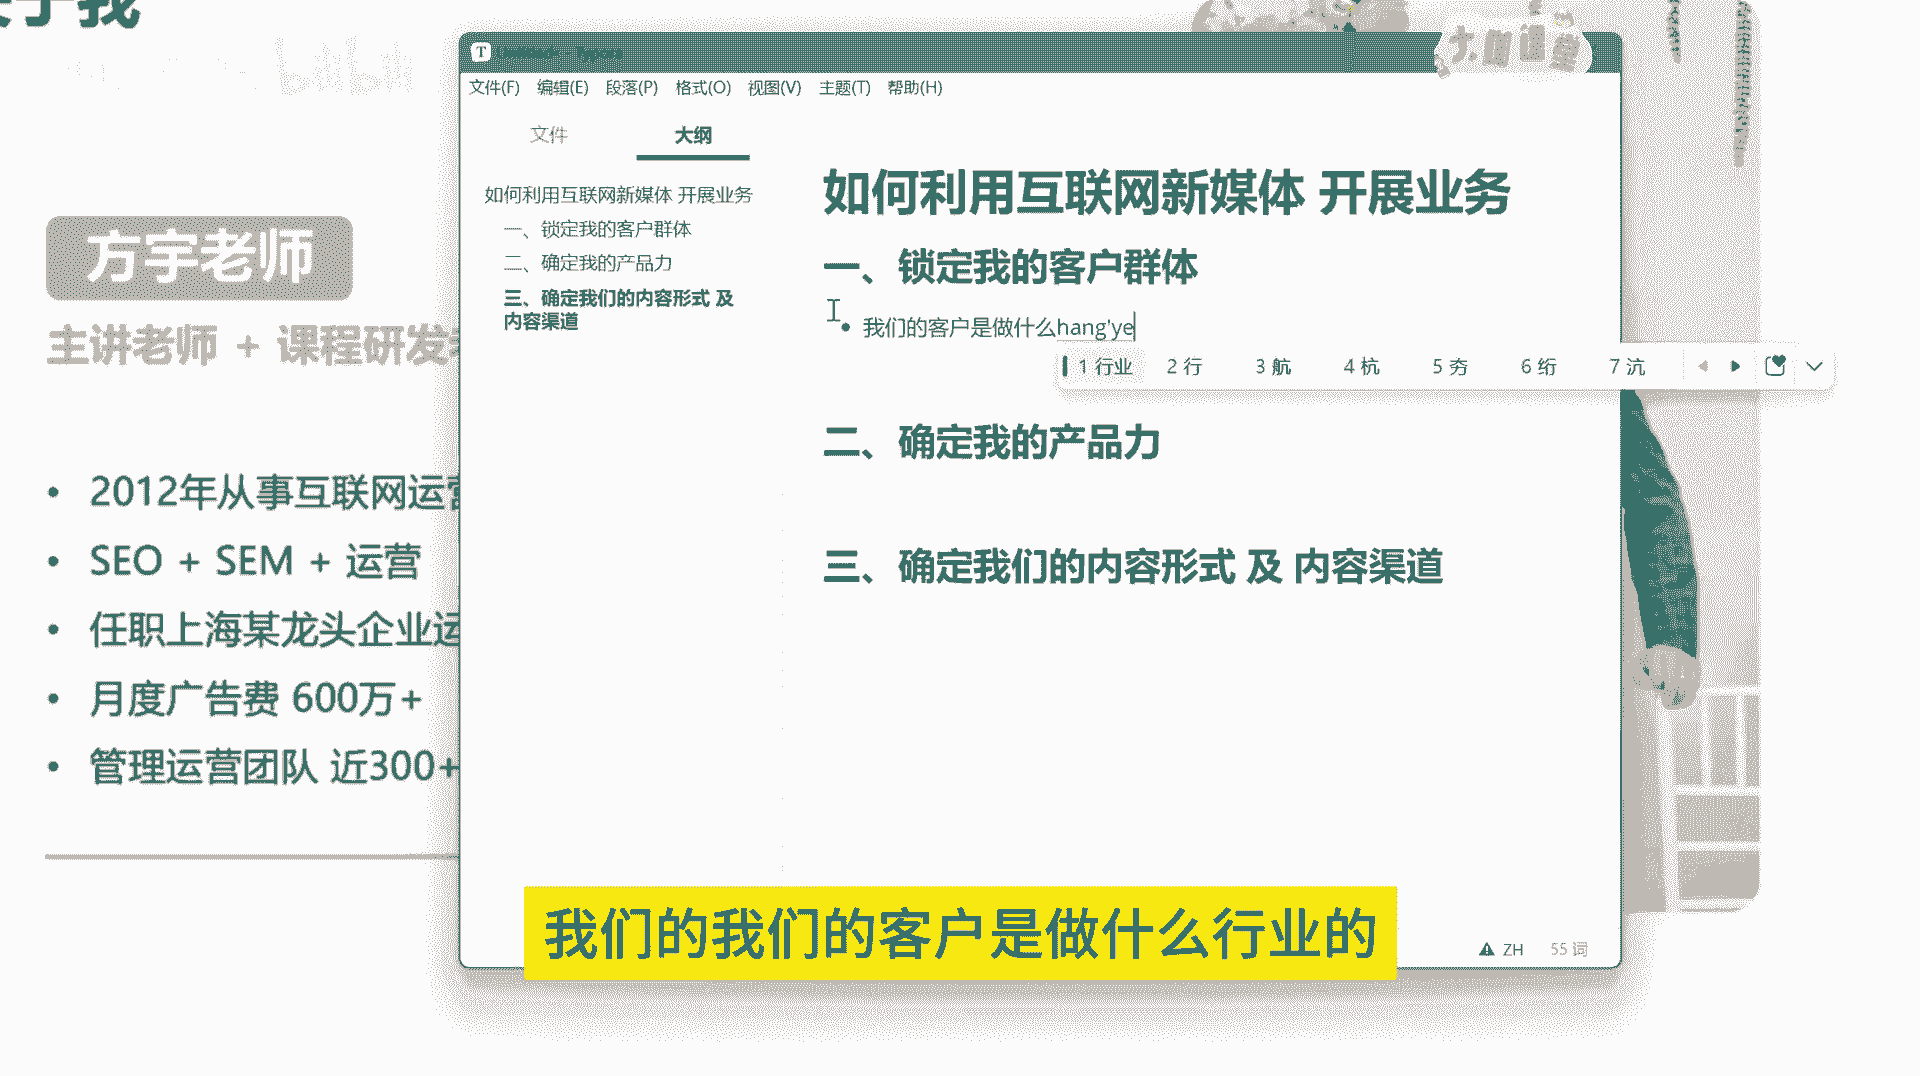 bilibili
大圆课堂
文件(F) 编辑(E) 段落(P) 格式(O) 视图(V) 主题(T) 帮助(H)
文件 大纲
如何利用互联网新媒体 开展业务
一、锁定我的客户群体
二、确定我的产品力
三、确定我们的内容形式 及
内容渠道
如何利用互联网新媒体 开展业务
一、锁定我的客户群体
• 我们的客户是做什么hang'ye
1 行业 2 行 3 航 4 杭 5 夯 6 绗 7 沆
二、确定我的产品力
三、确定我们的内容形式 及 内容渠道
方宇老师
主讲老师 + 课程研发
• 2012年从事互联网运营
• SEO + SEM + 运营
• 任职上海某龙头企业运
• 月度广告费 600万+
• 管理运营团队 近300+
我们的我们的客户是做什么行业的
ZH 55 词